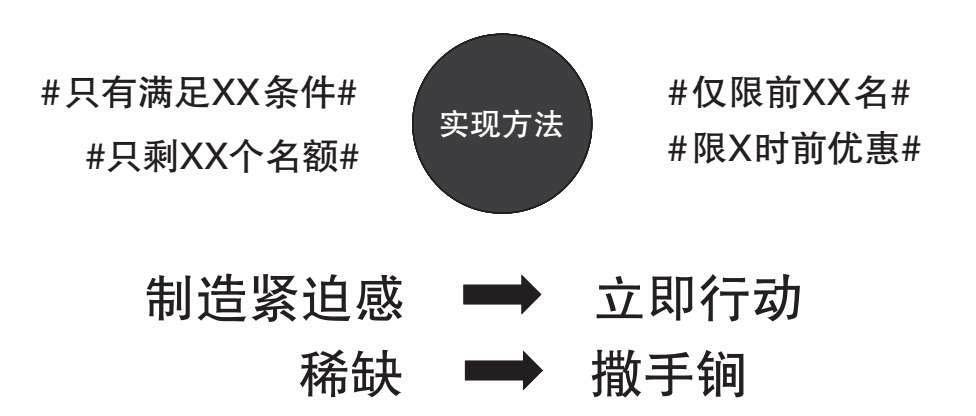 #只有满足XX条件#
#只剩XX个名额#
实现方法
#仅限前XX名#
#限X时前优惠#
制造紧迫感 立即行动
稀缺 撒手锏